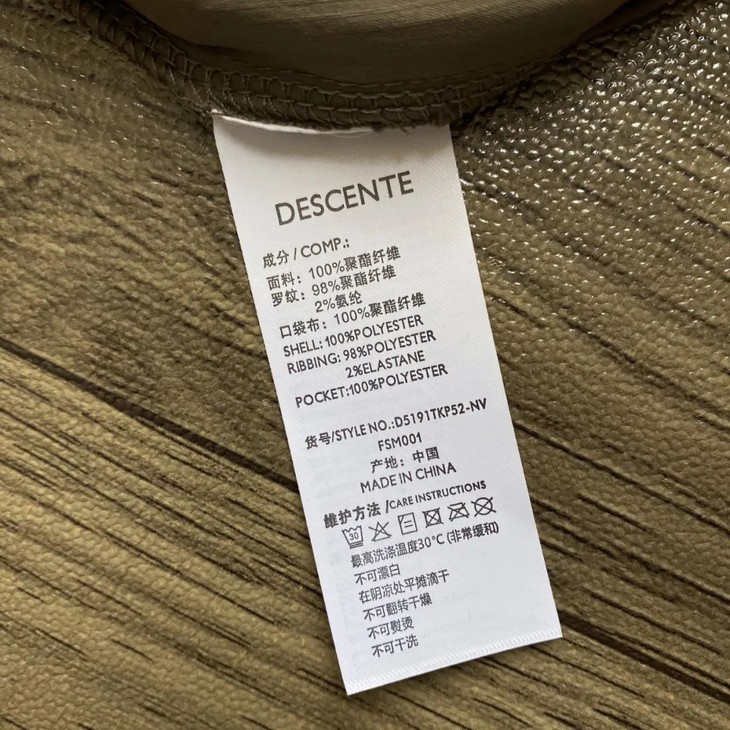 DESCENTE
成分 / COMP.:
面料：100%聚酯纤维
罗纹：98%聚酯纤维
2%氨纶
口袋布：100%聚酯纤维
SHELL:100%POLYESTER
RIBBING: 98%POLYESTER
2%ELASTANE
POCKET:100%POLYESTER
货号/STYLE NO.:D5191TKP52-NV
FSM001
产地：中国
MADE IN CHINA
维护方法 /CARE INSTRUCTIONS
30
最高洗涤温度30°C (非常缓和)
不可漂白
在阴凉处平摊滴干
不可翻转干燥
不可熨烫
不可干洗